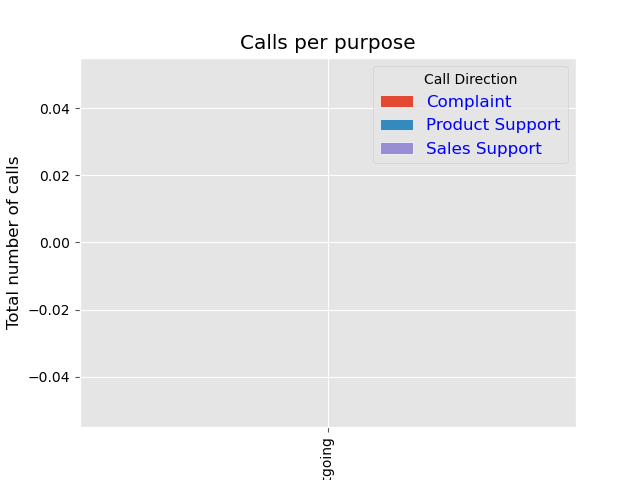 Calls per purpose
Call Direction
Complaint
Product Support
Sales Support
Total number of calls
0.04
0.02
0.00
−0.02
−0.04
tgoing